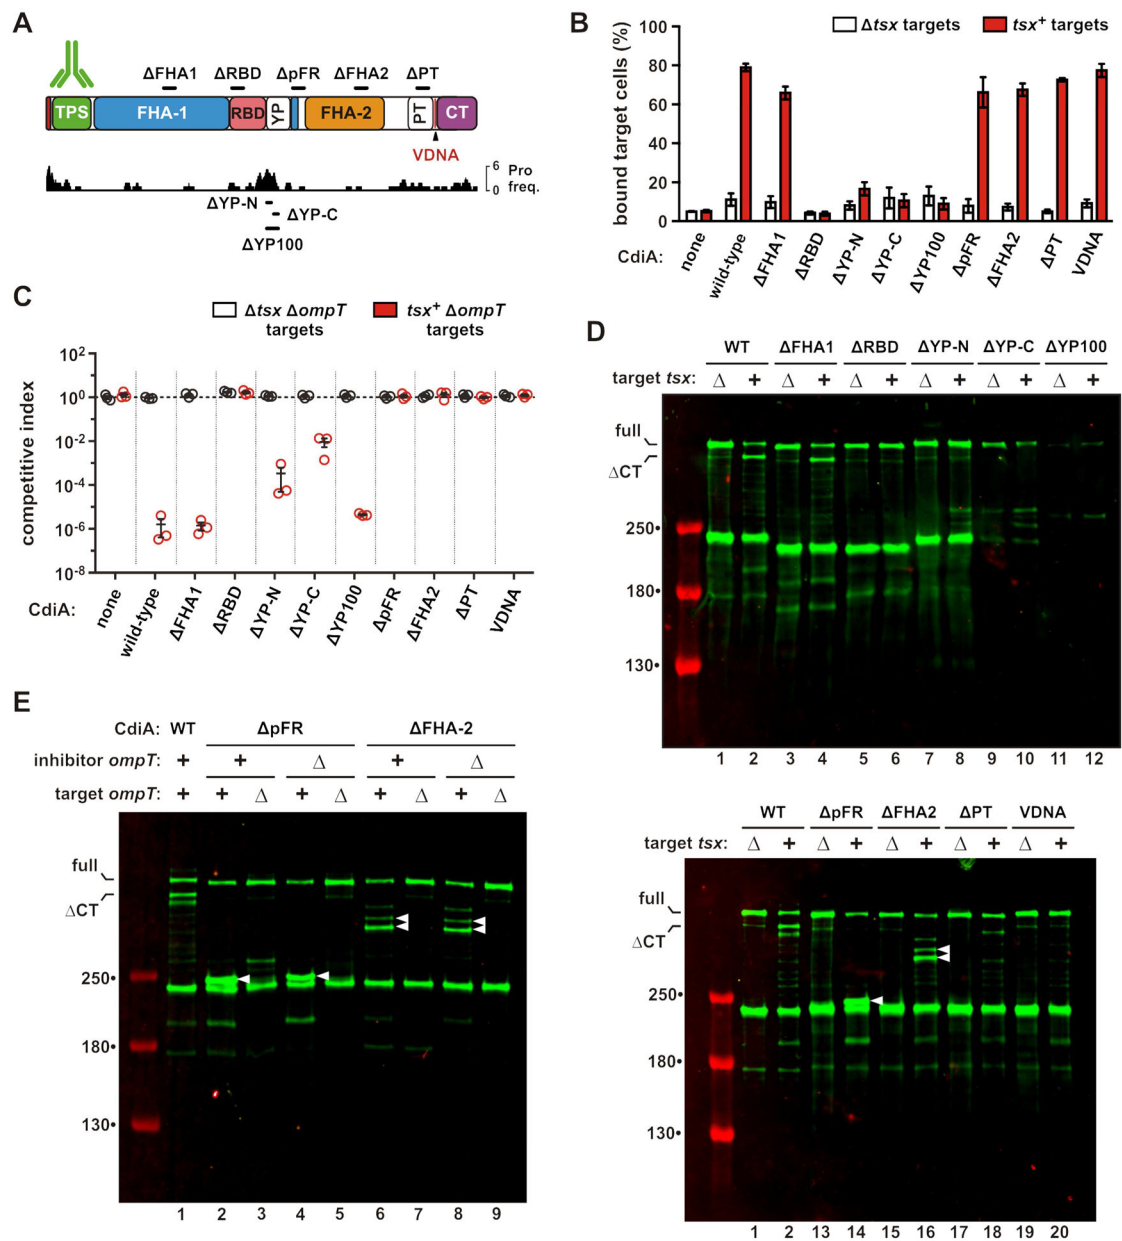 A
ΔFHA1 ΔRBD ΔpFR ΔFHA2 ΔPT
TPS FHA-1 RBD YP FHA-2 PT CT
VDNA
6 Pro
0 freq.
ΔYP-N
ΔYP-C
ΔYP100
B
Δtsx targets tsx+ targets
bound target cells (%)
100
80
60
40
20
0
CdiA: none wild-type ΔFHA1 ΔRBD ΔYP-N ΔYP-C ΔYP100 ΔpFR ΔFHA2 ΔPT VDNA
C
Δtsx ΔompT targets
tsx+ ΔompT targets
competitive index
10^2
10^0
10^-2
10^-4
10^-6
10^-8
CdiA: none wild-type ΔFHA1 ΔRBD ΔYP-N ΔYP-C ΔYP100 ΔpFR ΔFHA2 ΔPT VDNA
D
WT ΔFHA1 ΔRBD ΔYP-N ΔYP-C ΔYP100
target tsx: Δ + Δ + Δ + Δ + Δ + Δ +
full
ΔCT
250•
180•
130•
1 2 3 4 5 6 7 8 9 10 11 12
WT ΔpFR ΔFHA2 ΔPT VDNA
target tsx: Δ + Δ + Δ + Δ + Δ +
full
ΔCT
250•
180•
130•
1 2 13 14 15 16 17 18 19 20
E
CdiA: WT ΔpFR ΔFHA-2
inhibitor ompT: + + Δ + Δ
target ompT: + + Δ + Δ + Δ + Δ
full
ΔCT
250•
180•
130•
1 2 3 4 5 6 7 8 9